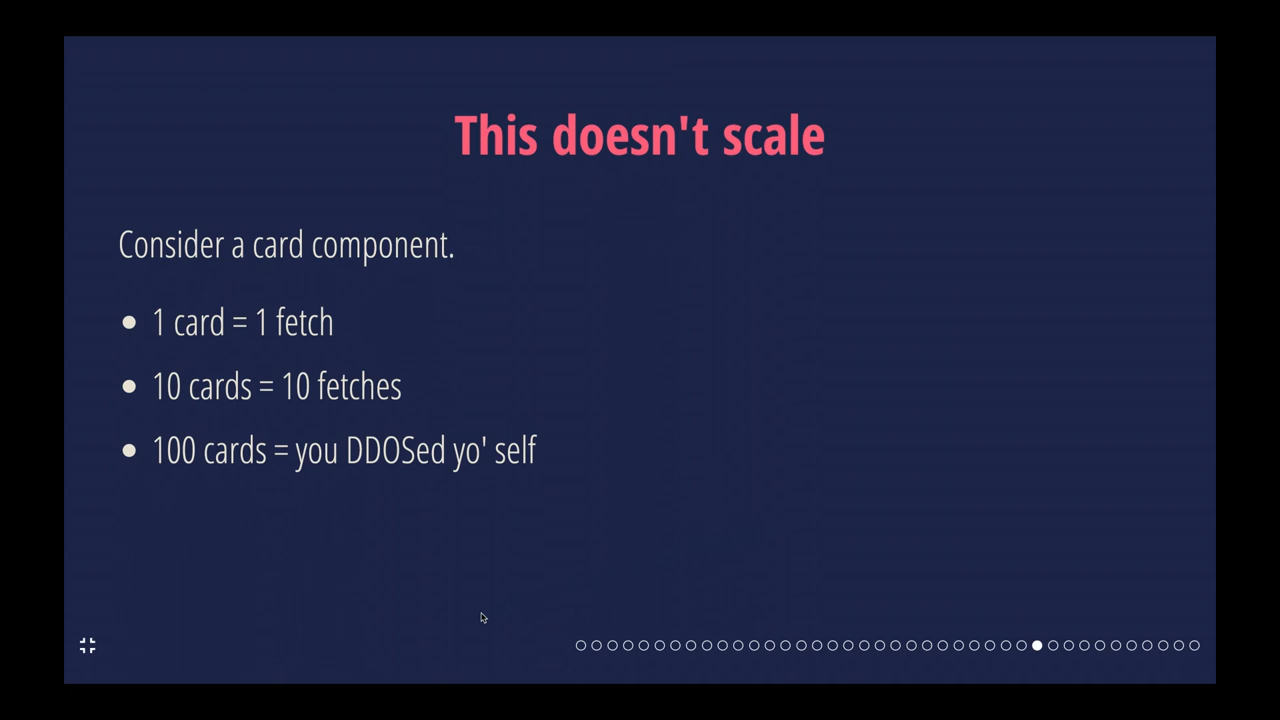 This doesn't scale
Consider a card component.
1 card = 1 fetch
10 cards = 10 fetches
100 cards = you DDOSed yo' self